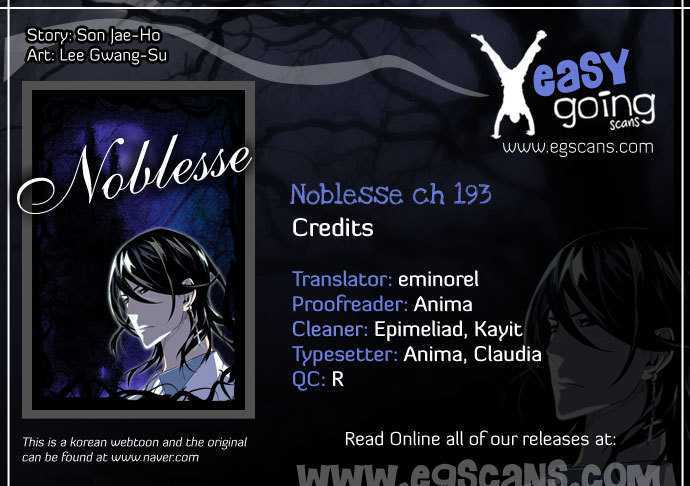 Story: Son Jae-Ho
Art: Lee Gwang-Su
easy
going
scans
www.egscans.com
Noblesse
Noblesse ch 193
Credits
Translator: eminorel
Proofreader: Anima
Cleaner: Epimeliad, Kayit
Typesetter: Anima, Claudia
QC: R
This is a korean webtoon and the original
can be found at www.naver.com
Read Online all of our releases at:
www.egscans.com